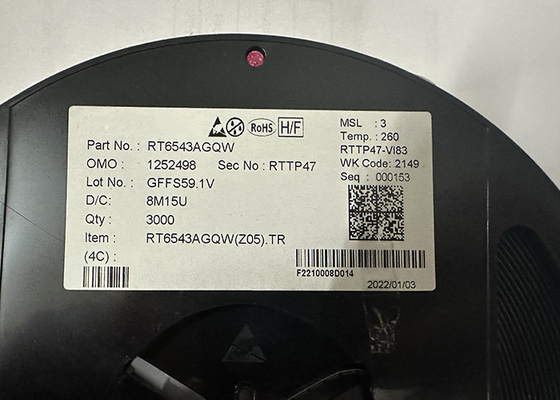 RoHS H/F
Part No. : RT6543AGQW
OMO : 1252498 Sec No : RTTP47
Lot No. : GFFS59.1V
D/C: 8M15U
Qty : 3000
Item : RT6543AGQW(Z05).TR
(4C) :
MSL : 3
Temp. : 260
RTTP47-VI83
WK Code: 2149
Seq : 000153
F2210008D014
2022/01/03